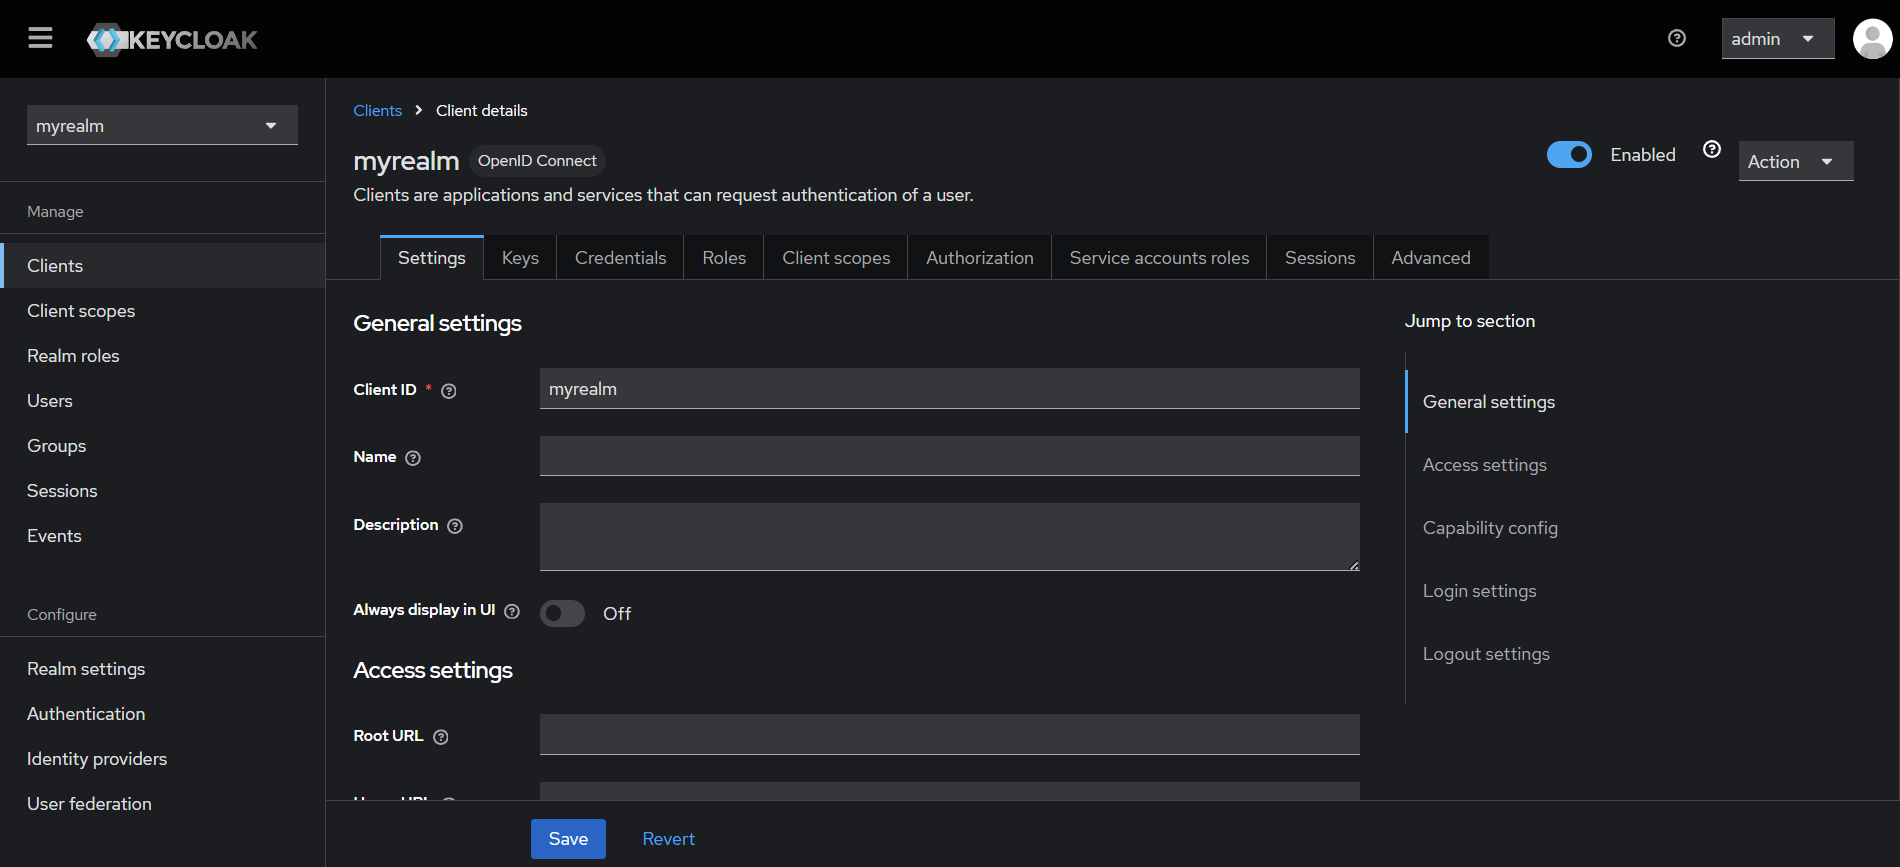 KEYCLOAK
admin
myrealm
Manage
Clients
Client scopes
Realm roles
Users
Groups
Sessions
Events
Configure
Realm settings
Authentication
Identity providers
User federation
Clients > Client details
myrealm OpenID Connect
Enabled
Action
Clients are applications and services that can request authentication of a user.
Settings Keys Credentials Roles Client scopes Authorization Service accounts roles Sessions Advanced
General settings
Client ID * myrealm
Name
Description
Always display in UI Off
Access settings
Root URL
Jump to section
General settings
Access settings
Capability config
Login settings
Logout settings
Save Revert